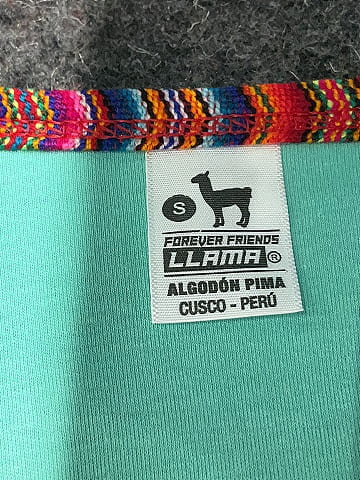 S
FOREVER FRIENDS
LLAMA ®
ALGODÓN PIMA
CUSCO - PERÚ